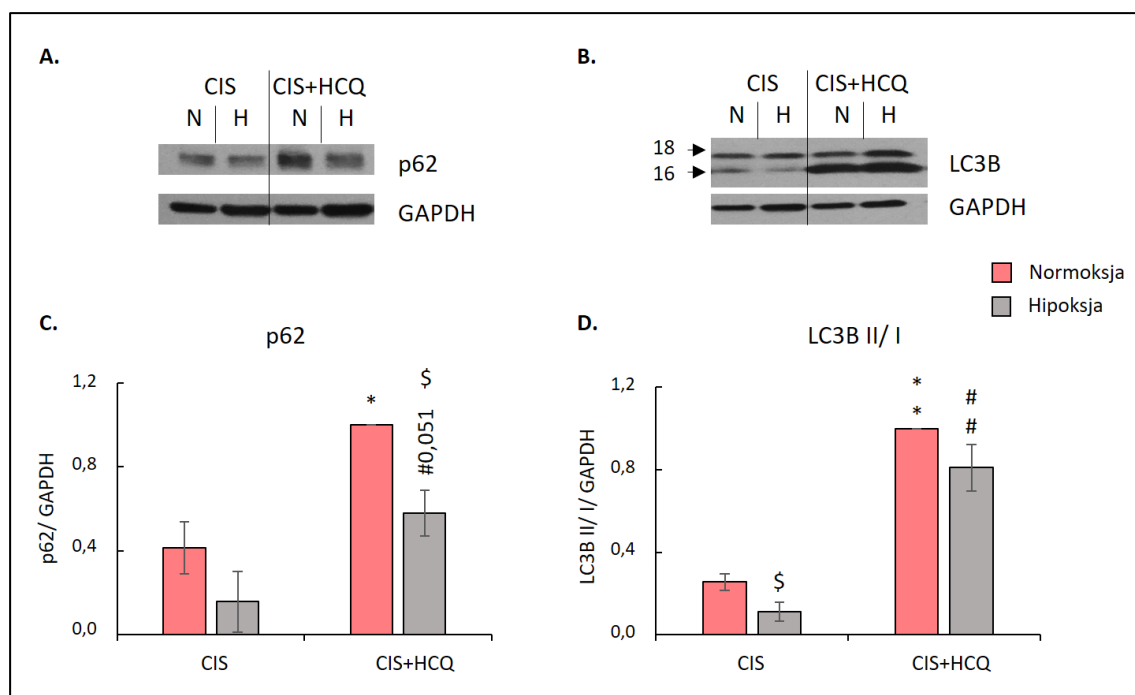 A.
CIS CIS+HCQ
N H N H
p62
GAPDH
B.
CIS CIS+HCQ
N H N H
18
16
LC3B
GAPDH
Normoksja
Hipoksja
C.
p62
p62/ GAPDH
1,2
0,8
0,4
0,0
*
$
#0,051
CIS CIS+HCQ
D.
LC3B II/ I
LC3B II/ I/ GAPDH
1,2
0,8
0,4
0,0
$
*
*
#
#
CIS CIS+HCQ